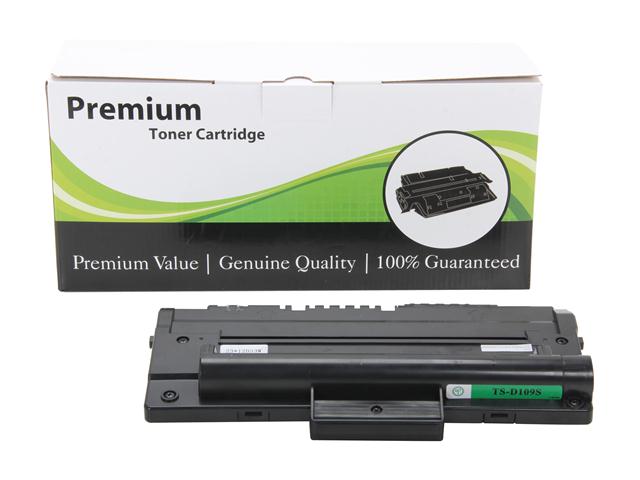 Premium
Toner Cartridge
Premium Value | Genuine Quality | 100% Guaranteed
TS-D109S